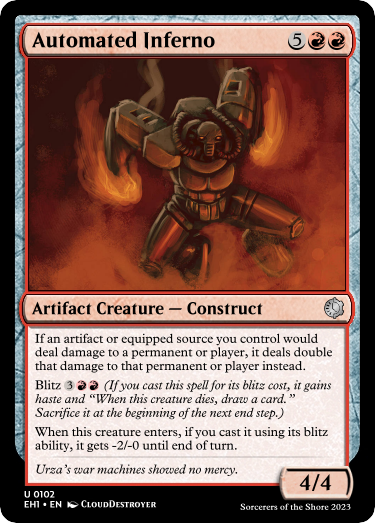 Automated Inferno 5
Artifact Creature — Construct
If an artifact or equipped source you control would
deal damage to a permanent or player, it deals double
that damage to that permanent or player instead.
Blitz 3 (If you cast this spell for its blitz cost, it gains
haste and “When this creature dies, draw a card.”
Sacrifice it at the beginning of the next end step.)
When this creature enters, if you cast it using its blitz
ability, it gets -2/-0 until end of turn.
Urza's war machines showed no mercy.
4/4
U 0102
EH1 • EN CloudDestroyer
Sorcerers of the Shore 2023